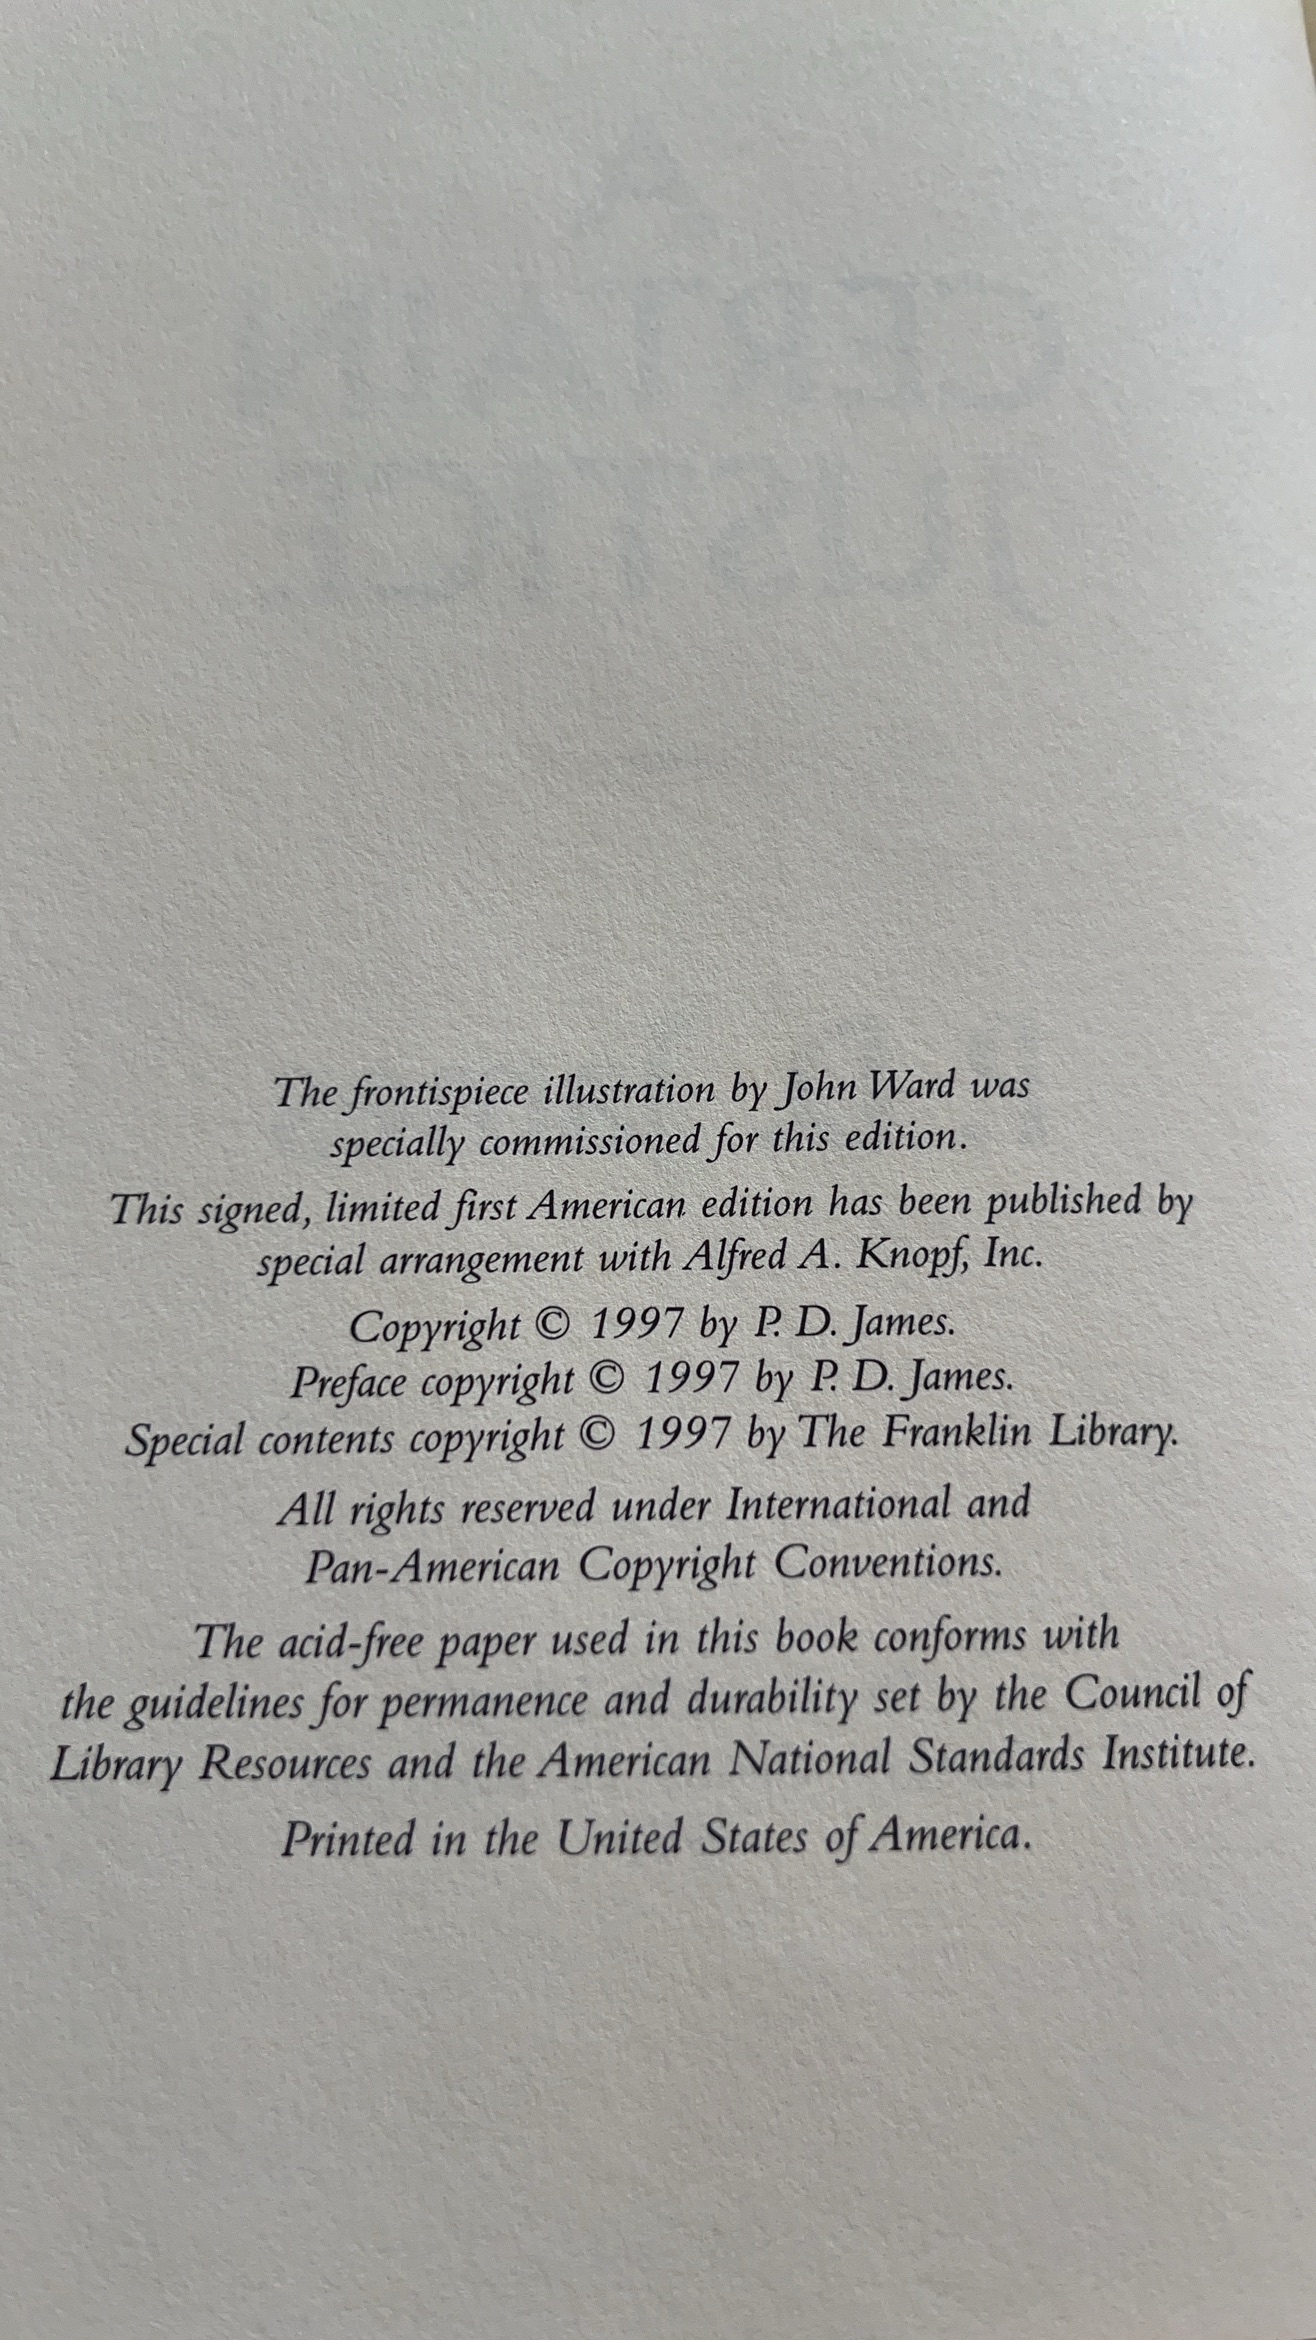 A
CERTAIN
JUSTICE
The frontispiece illustration by John Ward was
specially commissioned for this edition.
This signed, limited first American edition has been published by
special arrangement with Alfred A. Knopf, Inc.
Copyright © 1997 by P. D. James.
Preface copyright © 1997 by P. D. James.
Special contents copyright © 1997 by The Franklin Library.
All rights reserved under International and
Pan-American Copyright Conventions.
The acid-free paper used in this book conforms with
the guidelines for permanence and durability set by the Council of
Library Resources and the American National Standards Institute.
Printed in the United States of America.